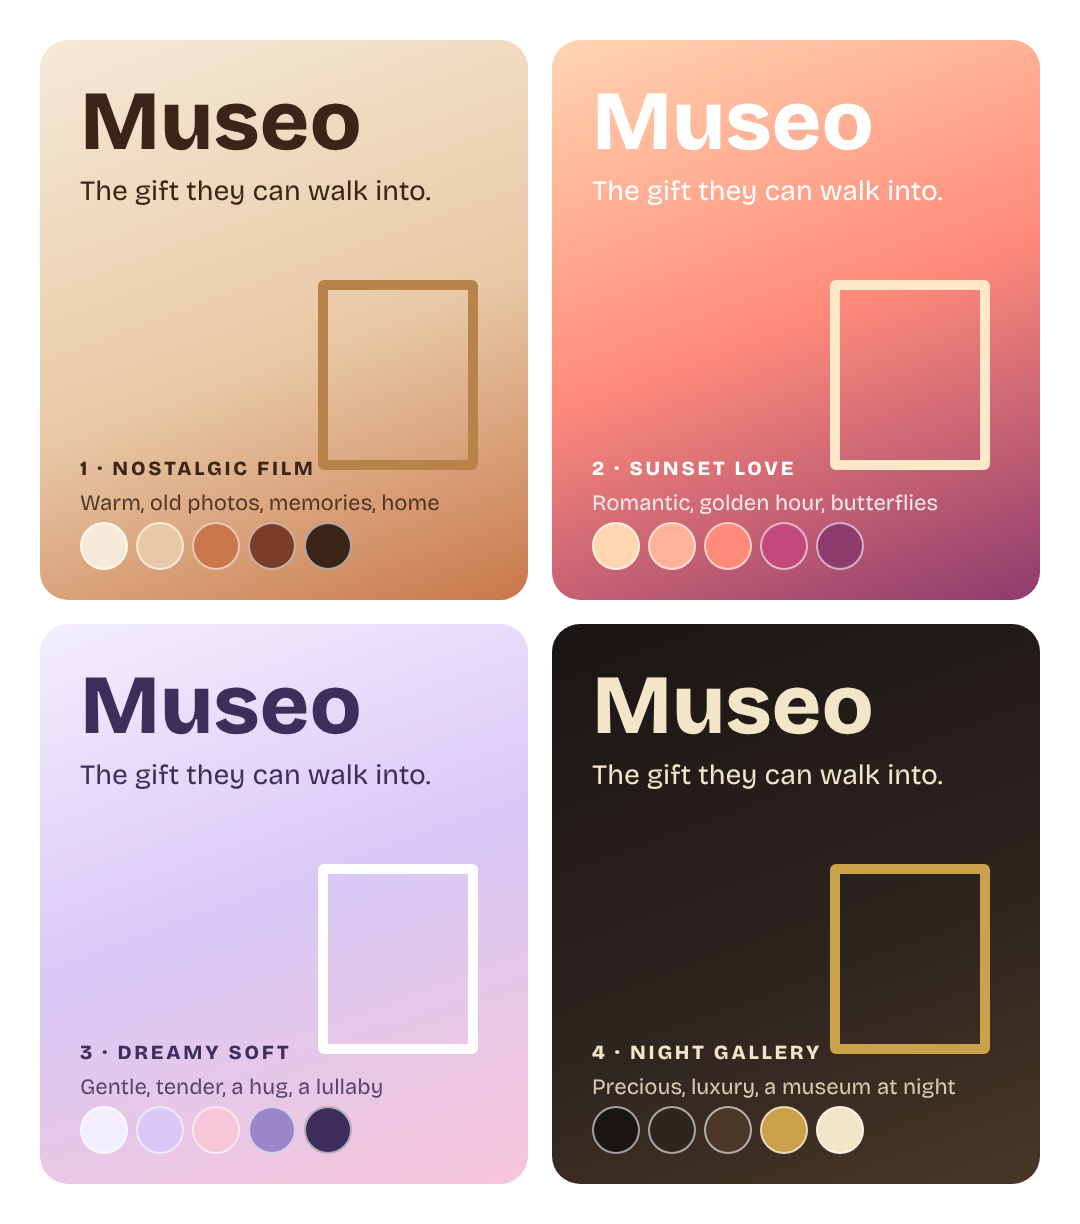 Museo
The gift they can walk into.
1 · NOSTALGIC FILM
Warm, old photos, memories, home
Museo
The gift they can walk into.
2 · SUNSET LOVE
Romantic, golden hour, butterflies
Museo
The gift they can walk into.
3 · DREAMY SOFT
Gentle, tender, a hug, a lullaby
Museo
The gift they can walk into.
4 · NIGHT GALLERY
Precious, luxury, a museum at night